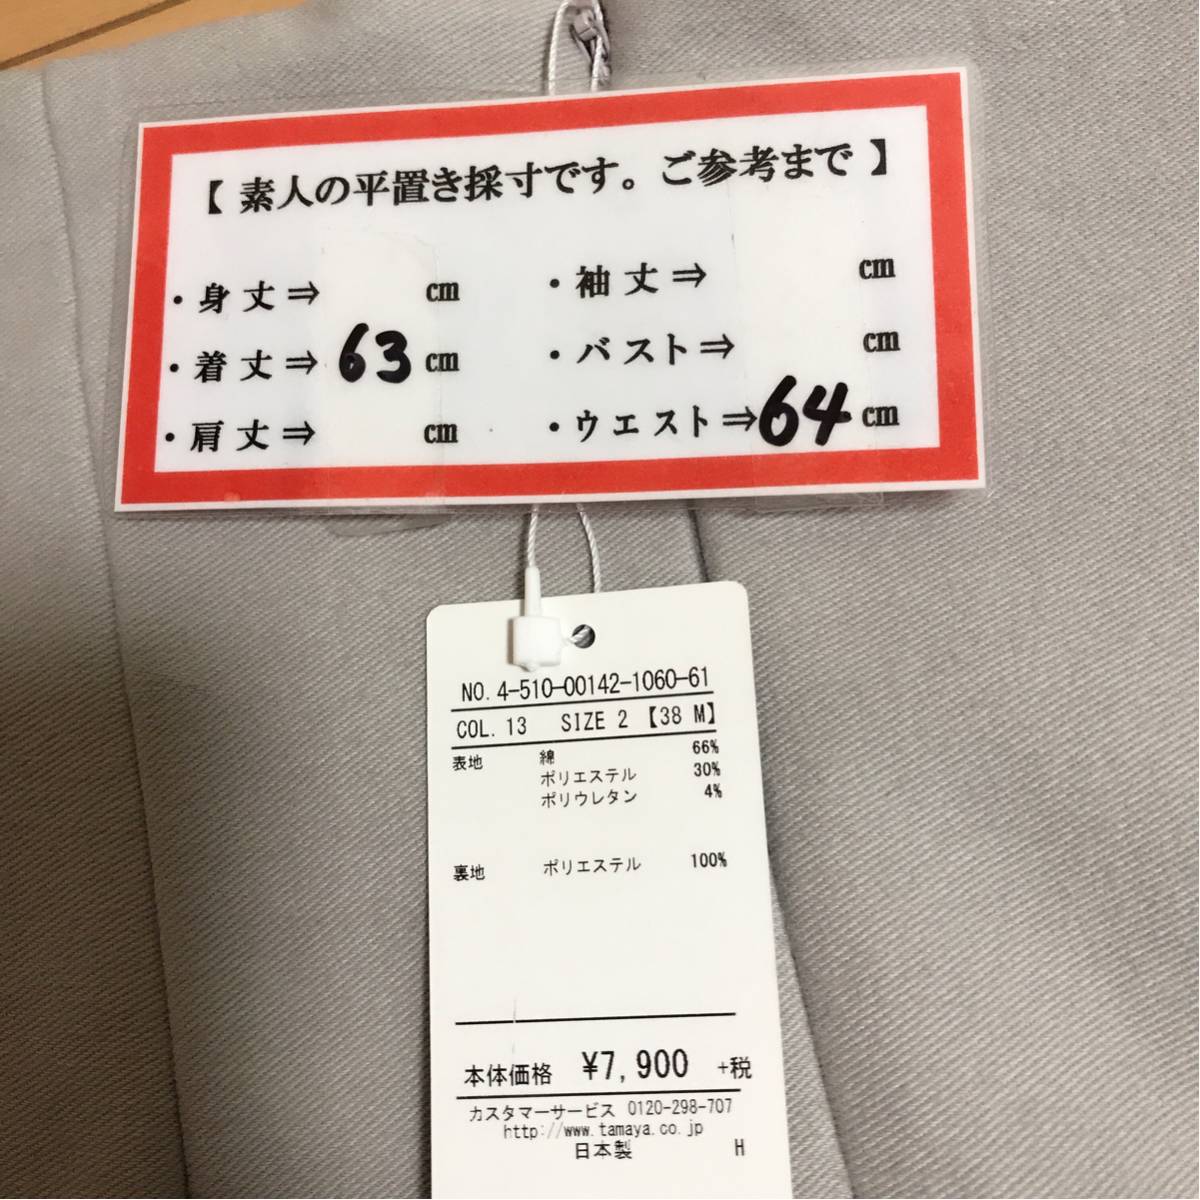 【 素人の平置き採寸です。ご参考まで 】
・身 丈⇒ cm ・袖 丈⇒ cm
・着 丈⇒ 63 cm ・バスト⇒ cm
・肩 丈⇒ cm ・ウエスト⇒64 cm
NO. 4-510-00142-1060-61
COL. 13 SIZE 2 【38 M】
表地 綿 66%
ポリエステル 30%
ポリウレタン 4%
裏地 ポリエステル 100%
本体価格 ¥7,900 +税
カスタマーサービス 0120-298-707
http://www.tamaya.co.jp
日本製 H